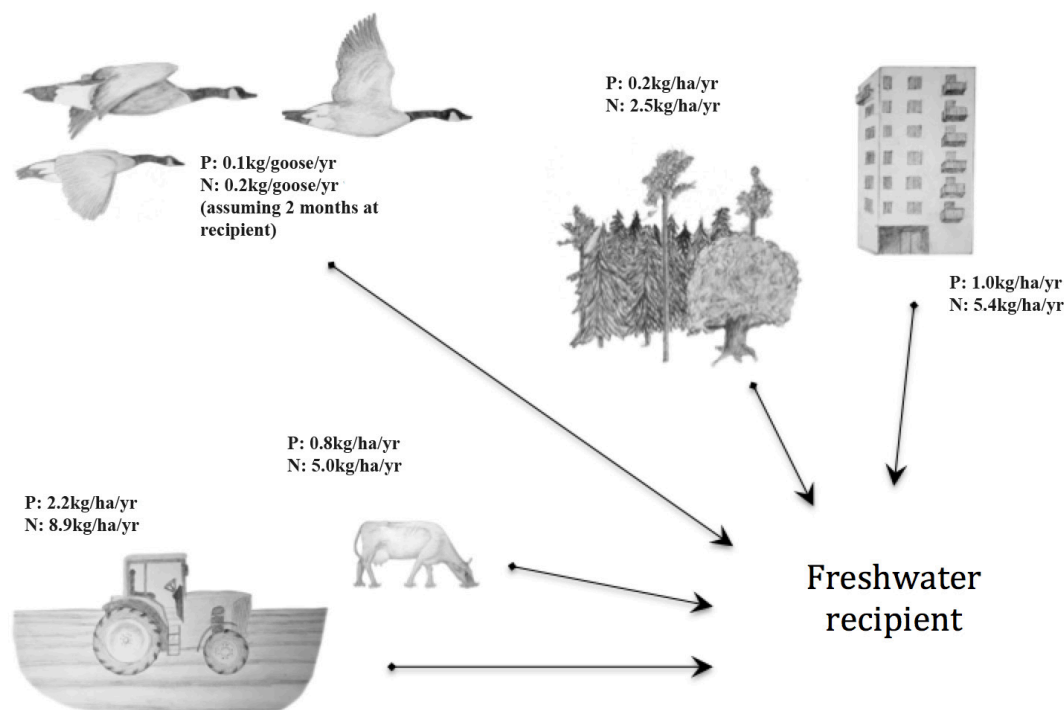 P: 0.2kg/ha/yr
N: 2.5kg/ha/yr
P: 0.1kg/goose/yr
N: 0.2kg/goose/yr
(assuming 2 months at
recipient)
P: 1.0kg/ha/yr
N: 5.4kg/ha/yr
P: 0.8kg/ha/yr
N: 5.0kg/ha/yr
P: 2.2kg/ha/yr
N: 8.9kg/ha/yr
Freshwater
recipient